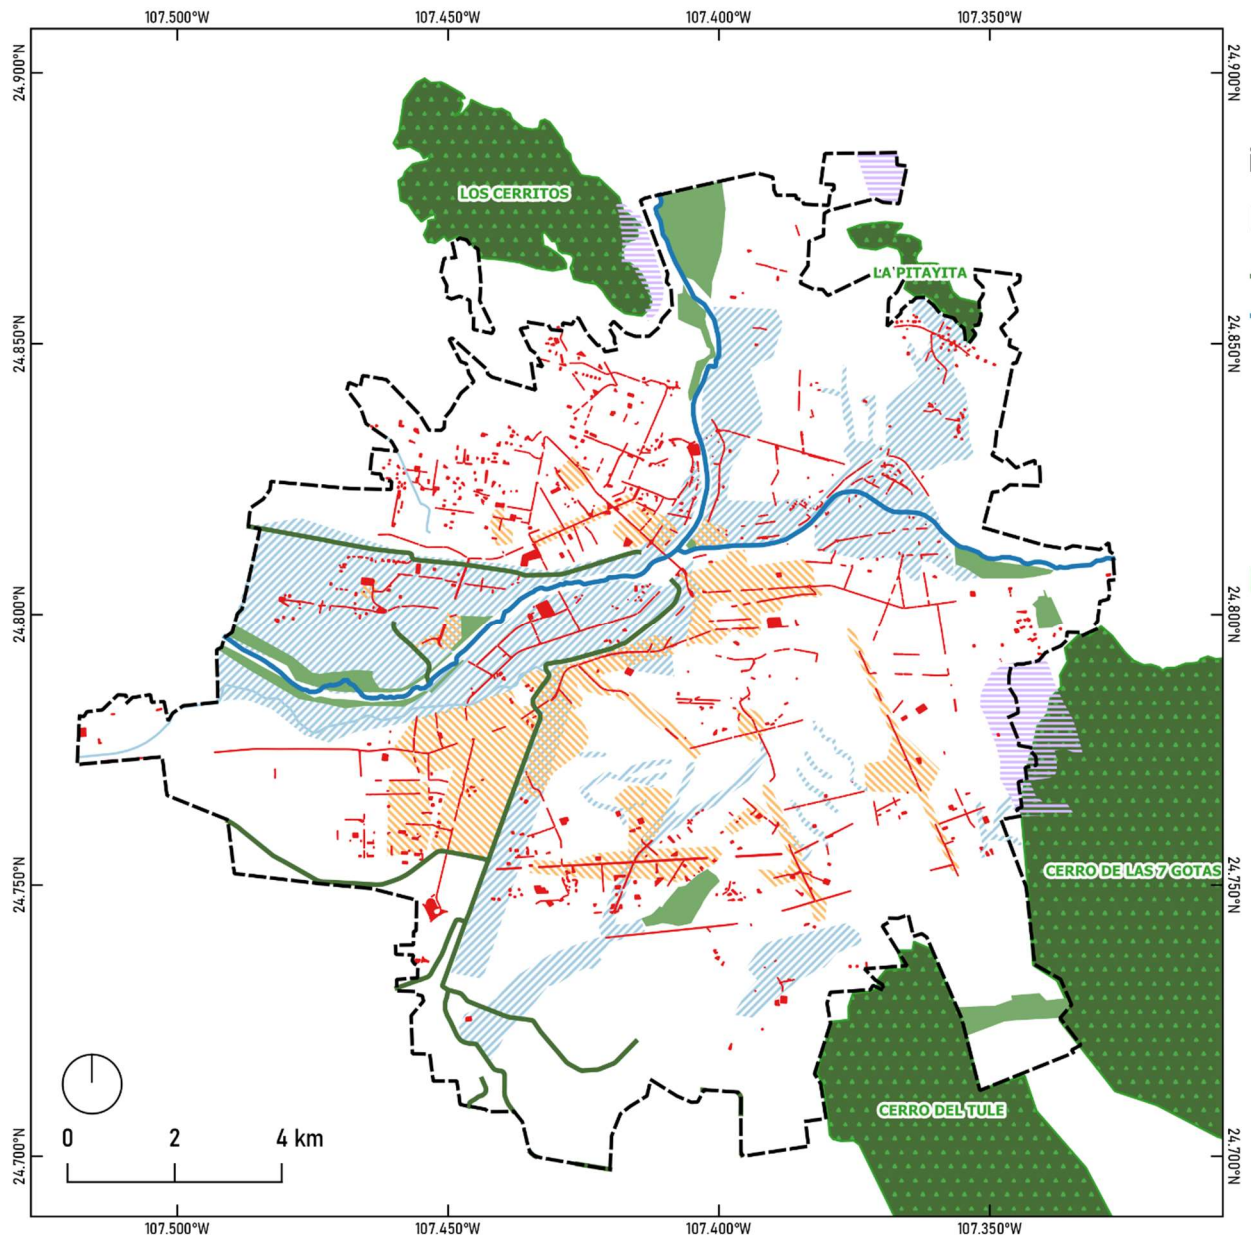 107.500°W 107.450°W 107.400°W 107.350°W
24.900°N 24.900°N
LOS CERRITOS
LA PITAYITA
24.850°N 24.850°N
24.800°N 24.800°N
CERRO DE LAS 7 GOTAS
24.750°N 24.750°N
CERRO DEL TULE
0 2 4 km
24.700°N 24.700°N
107.500°W 107.450°W 107.400°W 107.350°W